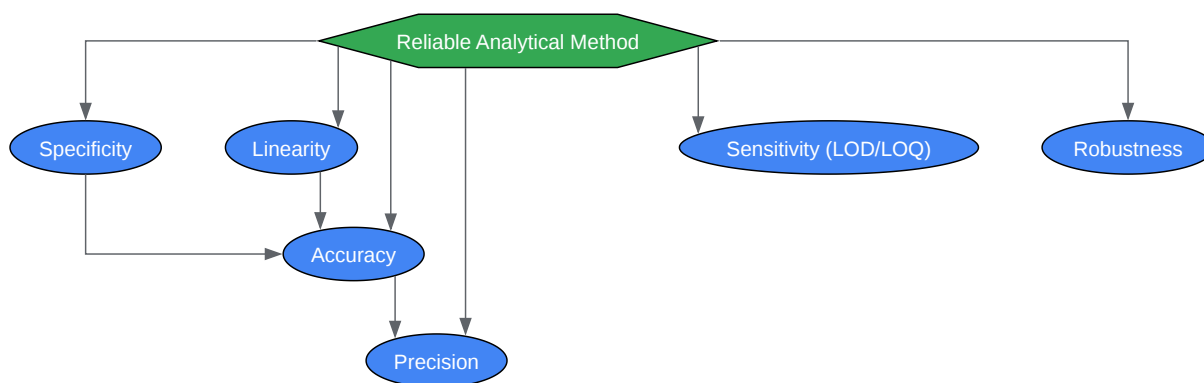 Reliable Analytical Method
Specificity
Linearity
Sensitivity (LOD/LOQ)
Robustness
Accuracy
Precision